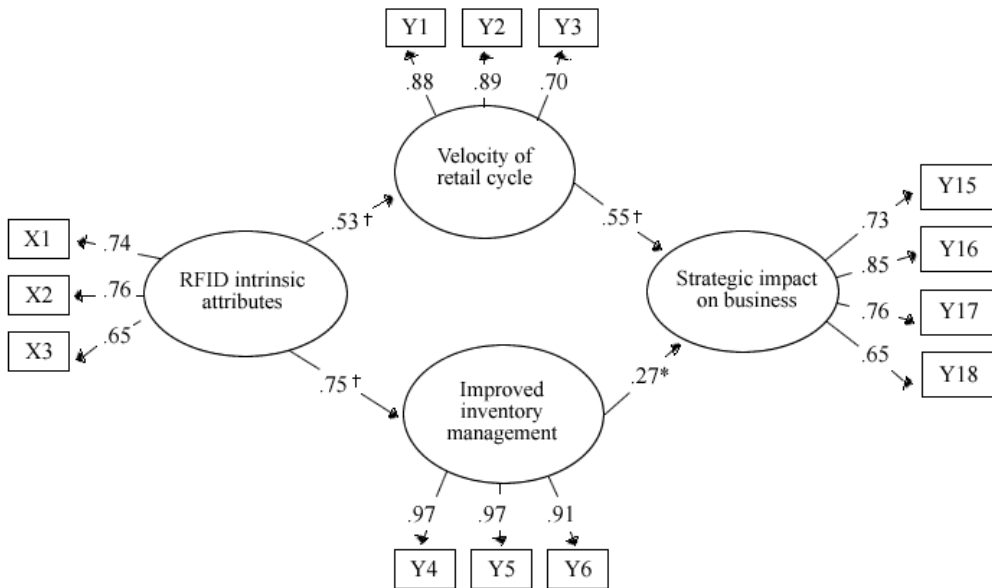 Y1 Y2 Y3
.88 .89 .70
Velocity of
retail cycle
.53†
.55†
X1
X2
X3
.74
.76
.65
RFID intrinsic
attributes
Strategic impact
on business
.73
.85
.76
.65
Y15
Y16
Y17
Y18
.75†
.27*
Improved
inventory
management
.97 .97 .91
Y4 Y5 Y6